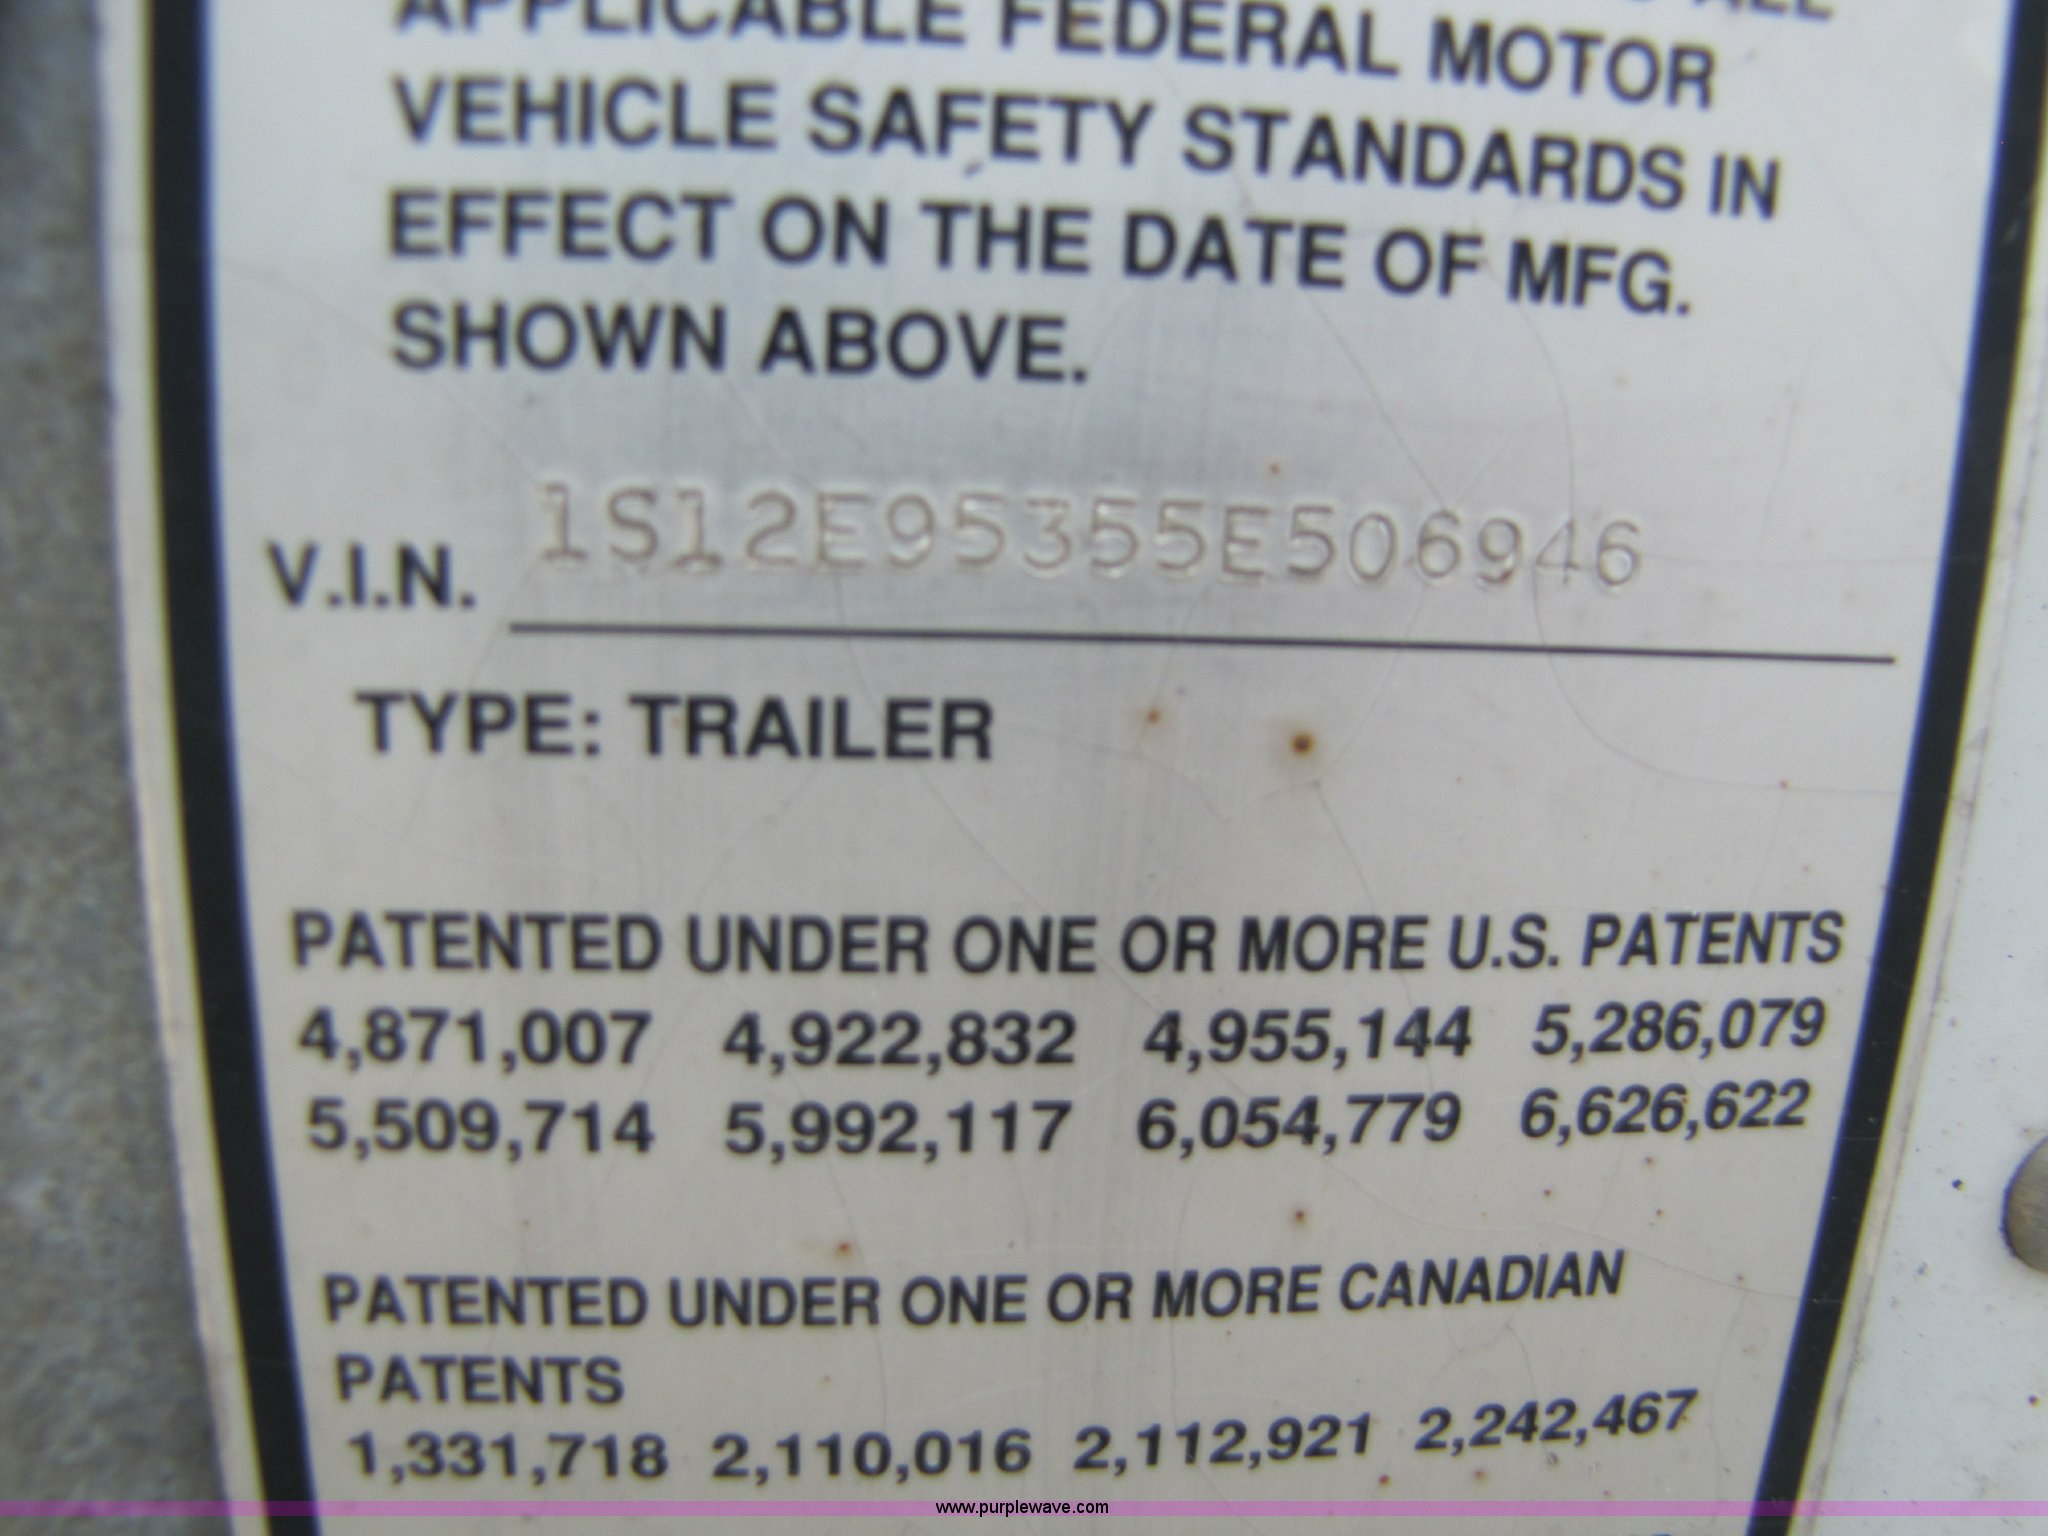 ALL
APPLICABLE FEDERAL MOTOR
VEHICLE SAFETY STANDARDS IN
EFFECT ON THE DATE OF MFG.
SHOWN ABOVE.
V.I.N. 1S12E95355E506946
TYPE: TRAILER
PATENTED UNDER ONE OR MORE U.S. PATENTS
4,871,007 4,922,832 4,955,144 5,286,079
5,509,714 5,992,117 6,054,779 6,626,622
PATENTED UNDER ONE OR MORE CANADIAN
PATENTS
1,331,718 2,110,016 2,112,921 2,242,467
www.purplewave.com